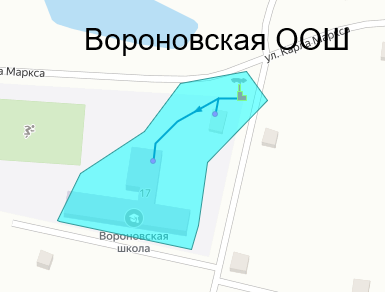 Вороновская ООШ
ул. Карла Маркса
а Маркса
17
Вороновская
школа